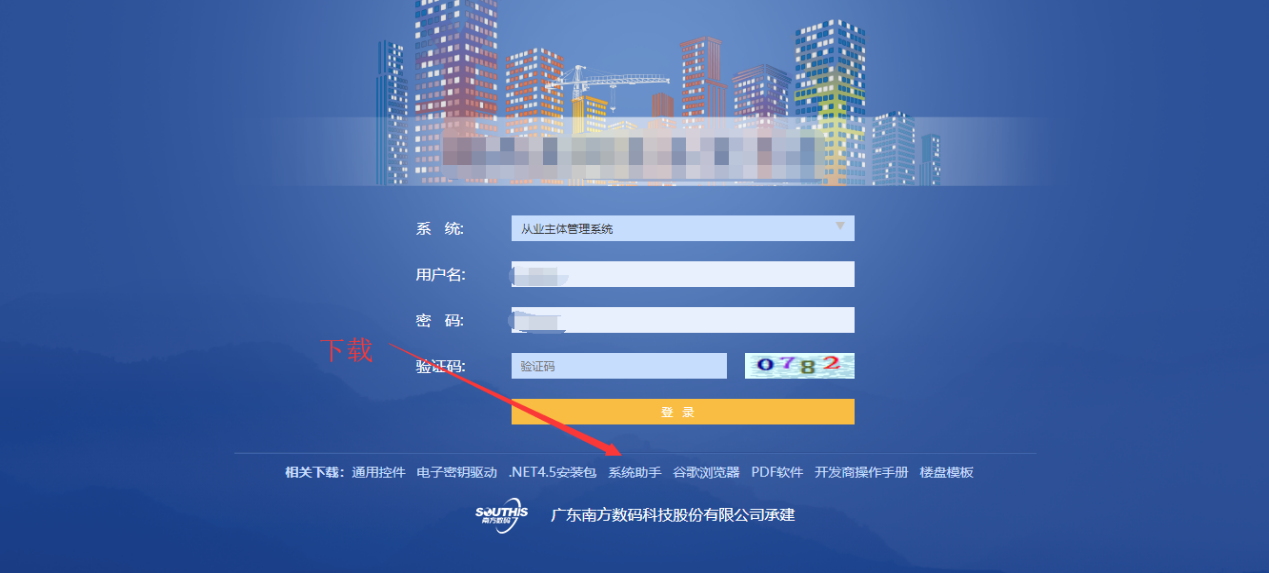 系 统: 从业主体管理系统
用户名:
密 码:
下载
验证码: 验证码 0782
登 录
相关下载: 通用控件 电子密钥驱动 .NET4.5安装包 系统助手 谷歌浏览器 PDF软件 开发商操作手册 楼盘模板
SOUTHIS
南方数码
广东南方数码科技股份有限公司承建